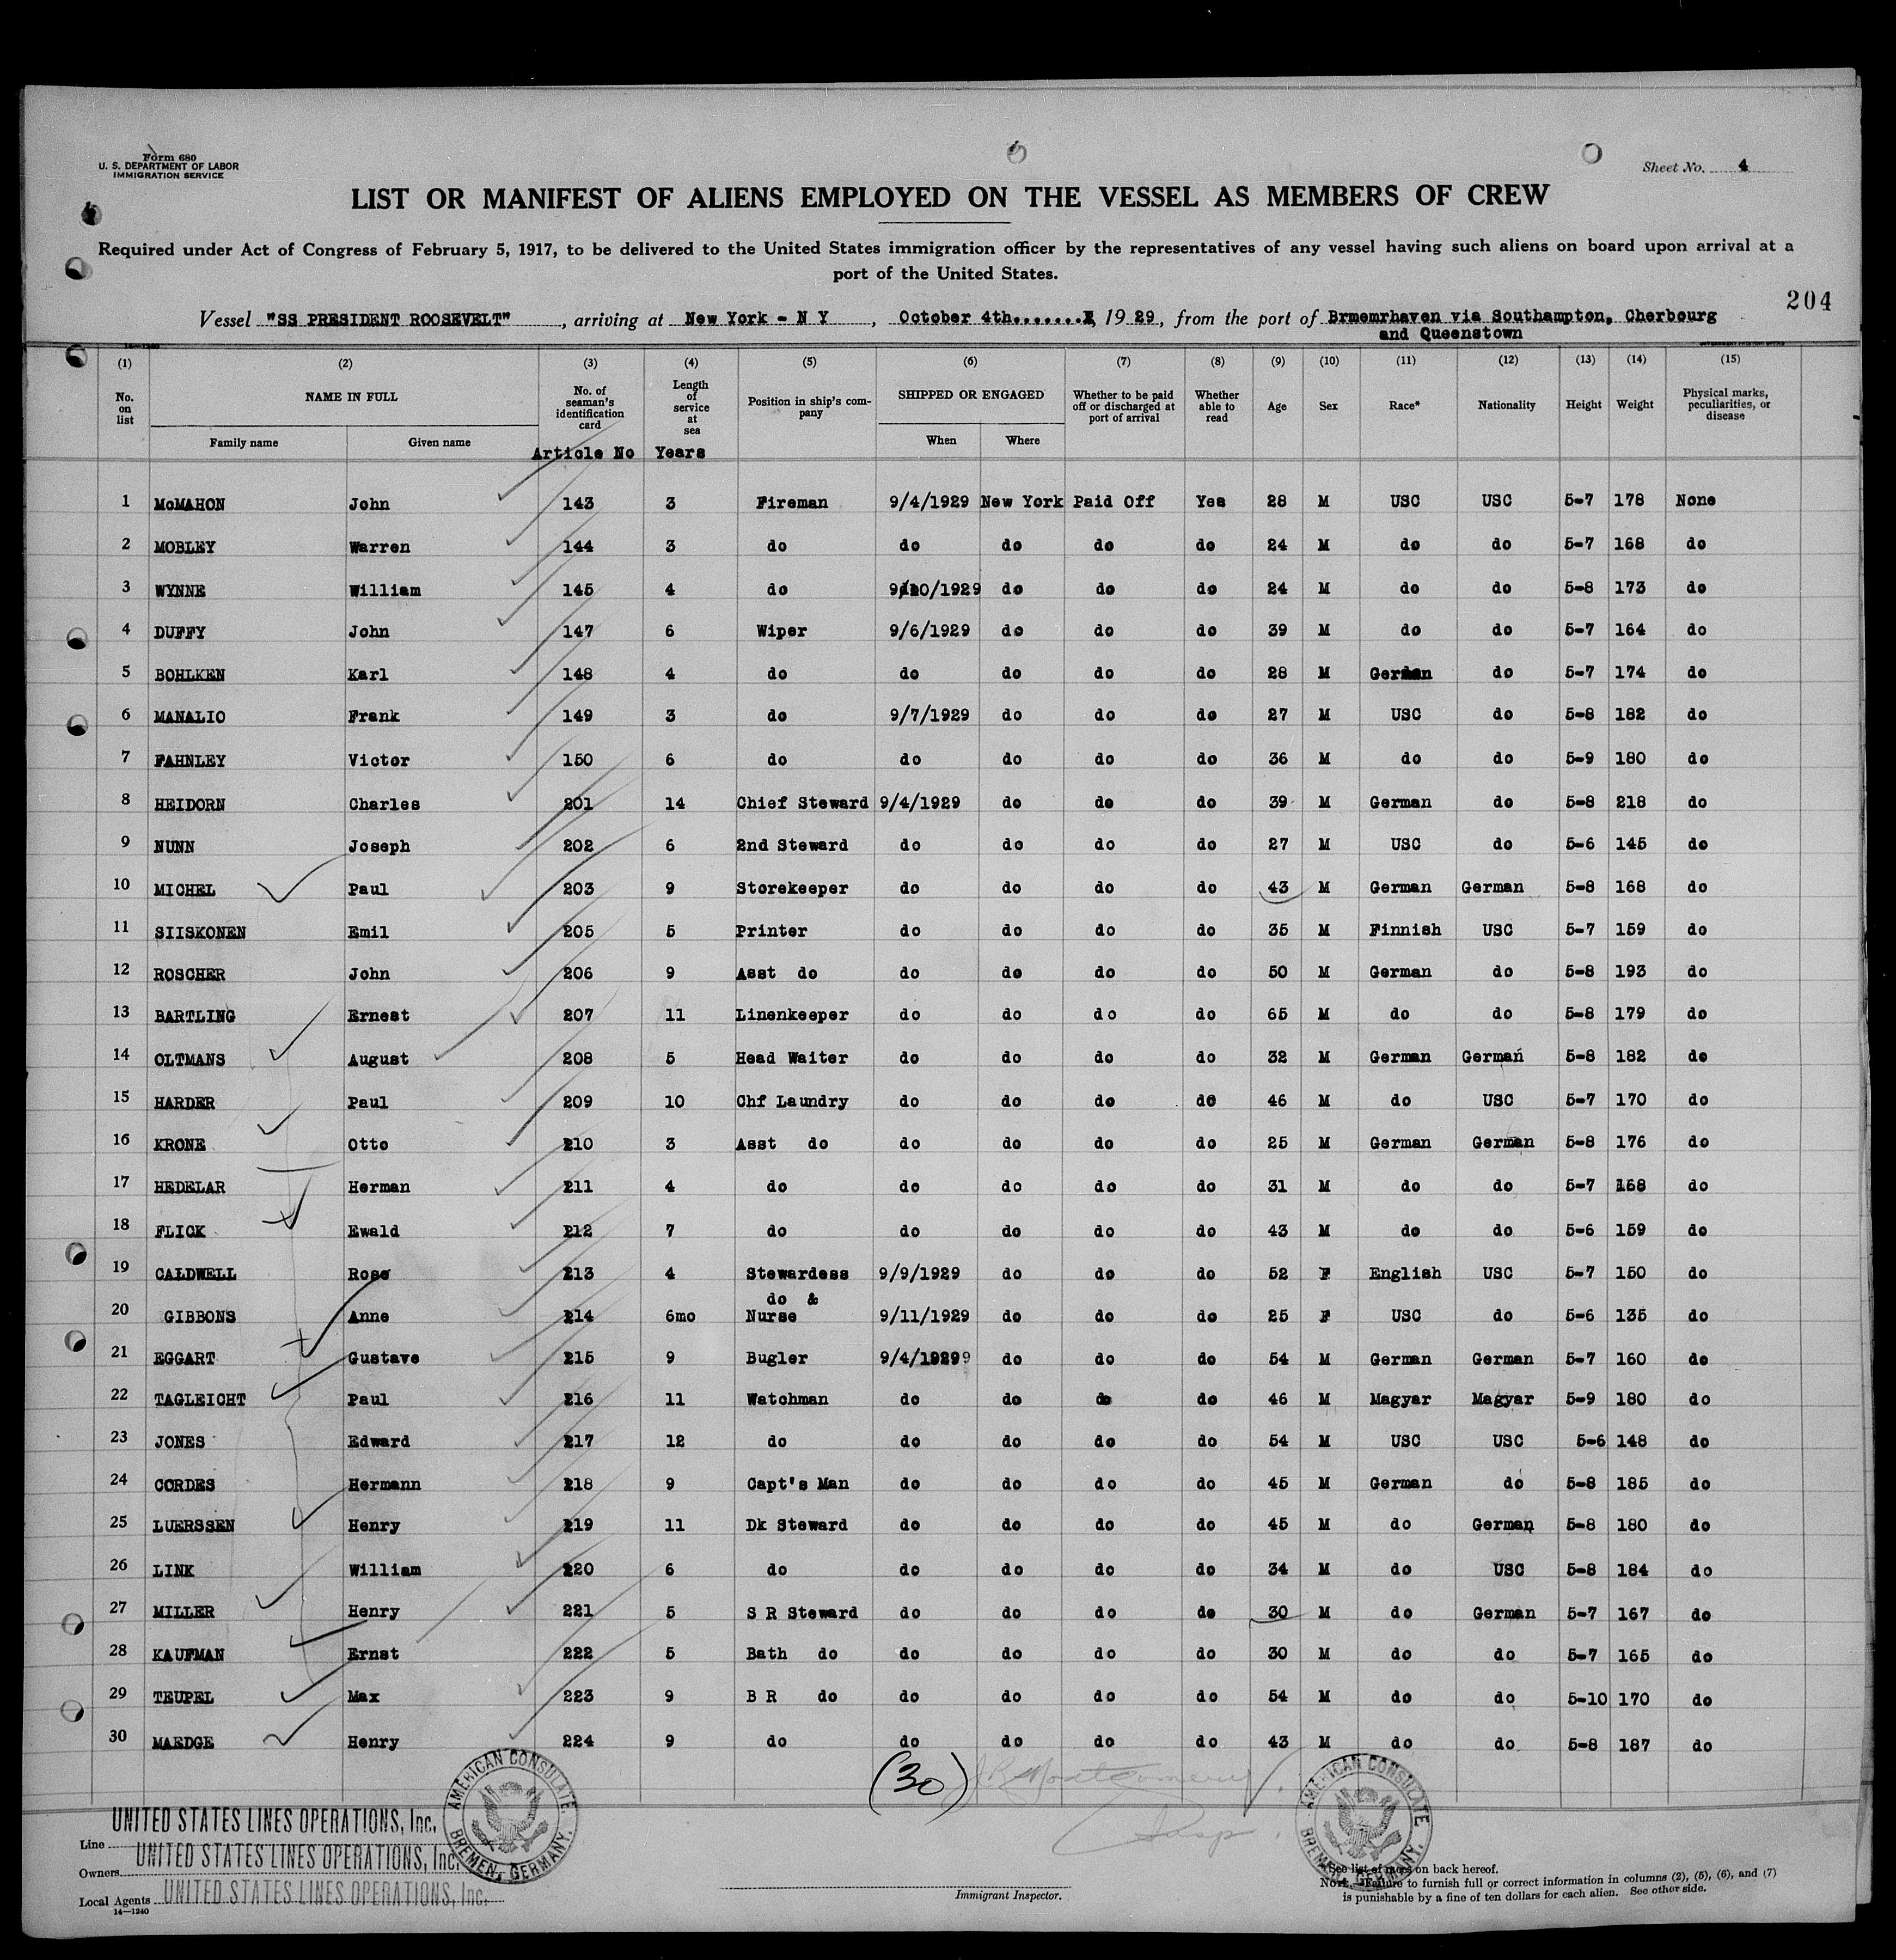 Form 680
U. S. DEPARTMENT OF LABOR
IMMIGRATION SERVICE
Sheet No. 4
LIST OR MANIFEST OF ALIENS EMPLOYED ON THE VESSEL AS MEMBERS OF CREW
Required under Act of Congress of February 5, 1917, to be delivered to the United States immigration officer by the representatives of any vessel having such aliens on board upon arrival at a
port of the United States.
204
Vessel "SS PRESIDENT ROOSEVELT", arriving at New York - N Y, October 4th......., 1929, from the port of Brmemrhaven via Southampton, Cherbourg
and Queenstown
14—1240
(1) (2) (3) (4) (5) (6) (7) (8) (9) (10) (11) (12) (13) (14) (15)
No. on list NAME IN FULL No. of seaman's identification card Length of service at sea Position in ship's company SHIPPED OR ENGAGED Whether to be paid off or discharged at port of arrival Whether able to read Age Sex Race* Nationality Height Weight Physical marks, peculiarities, or disease
Family name Given name When Where
Article No Years
1 McMAHON John 143 3 Fireman 9/4/1929 New York Paid Off Yes 28 M USC USC 5-7 178 None
2 MOBLEY Warren 144 3 do do do do do 24 M do do 5-7 168 do
3 WYNNE William 145 4 do 9/10/1929 do do do 24 M do do 5-8 173 do
4 DUFFY John 147 6 Wiper 9/6/1929 do do do 39 M do do 5-7 164 do
5 BOHLKEN Karl 148 4 do do do do do 28 M German do 5-7 174 do
6 MANALIO Frank 149 3 do 9/7/1929 do do do 27 M USC do 5-8 182 do
7 FAHNLEY Victor 150 6 do do do do do 36 M do do 5-9 180 do
8 HEIDORN Charles 201 14 Chief Steward 9/4/1929 do do do 39 M German do 5-8 218 do
9 NUNN Joseph 202 6 2nd Steward do do do do 27 M USC do 5-6 145 do
10 MICHEL Paul 203 9 Storekeeper do do do do 43 M German German 5-8 168 do
11 SIISKONEN Emil 205 5 Printer do do do do 35 M Finnish USC 5-7 159 do
12 ROSCHER John 206 9 Asst do do do do do 50 M German do 5-8 193 do
13 BARTLING Ernest 207 11 Linenkeeper do do do do 65 M do do 5-8 179 do
14 OLTMANS August 208 5 Head Waiter do do do do 32 M German German 5-8 182 do
15 HARDER Paul 209 10 Chf Laundry do do do do 46 M do USC 5-7 170 do
16 KRONE Otto 210 3 Asst do do do do do 25 M German German 5-8 176 do
17 HEDELAR Herman 211 4 do do do do do 31 M do do 5-7 168 do
18 FLICK Ewald 212 7 do do do do do 43 M do do 5-6 159 do
19 CALDWELL Rose 213 4 Stewardess 9/9/1929 do do do 52 F English USC 5-7 150 do
do &
20 GIBBONS Anne 214 6mo Nurse 9/11/1929 do do do 25 F USC do 5-6 135 do
21 EGGART Gustave 215 9 Bugler 9/4/19299 do do do 54 M German German 5-7 160 do
22 TAGLEICHT Paul 216 11 Watchman do do do do 46 M Magyar Magyar 5-9 180 do
23 JONES Edward 217 12 do do do do do 54 M USC USC 5-6 148 do
24 CORDES Hermann 218 9 Capt's Man do do do do 45 M German do 5-8 185 do
25 LUERSSEN Henry 219 11 Dk Steward do do do do 45 M do German 5-8 180 do
26 LINK William 220 6 do do do do do 34 M do USC 5-8 184 do
27 MILLER Henry 221 5 S R Steward do do do do 30 M do German 5-7 167 do
28 KAUFMAN Ernst 222 5 Bath do do do do do 30 M do do 5-7 165 do
29 TEUPEL Max 223 9 B R do do do do do 54 M do do 5-10 170 do
30 MAEDGE Henry 224 9 do do do do do 43 M do do 5-8 187 do
(30)
AMERICAN CONSULATE, BREMEN, GERMANY.
AMERICAN CONSULATE BREMEN, GERMANY.
Line UNITED STATES LINES OPERATIONS, Inc.
Owners UNITED STATES LINES OPERATIONS, Inc.
Local Agents UNITED STATES LINES OPERATIONS, Inc.
14—1240
Immigrant Inspector.
*See list of races on back hereof.
NOTE.—Failure to furnish full or correct information in columns (2), (5), (6), and (7)
is punishable by a fine of ten dollars for each alien. See other side.